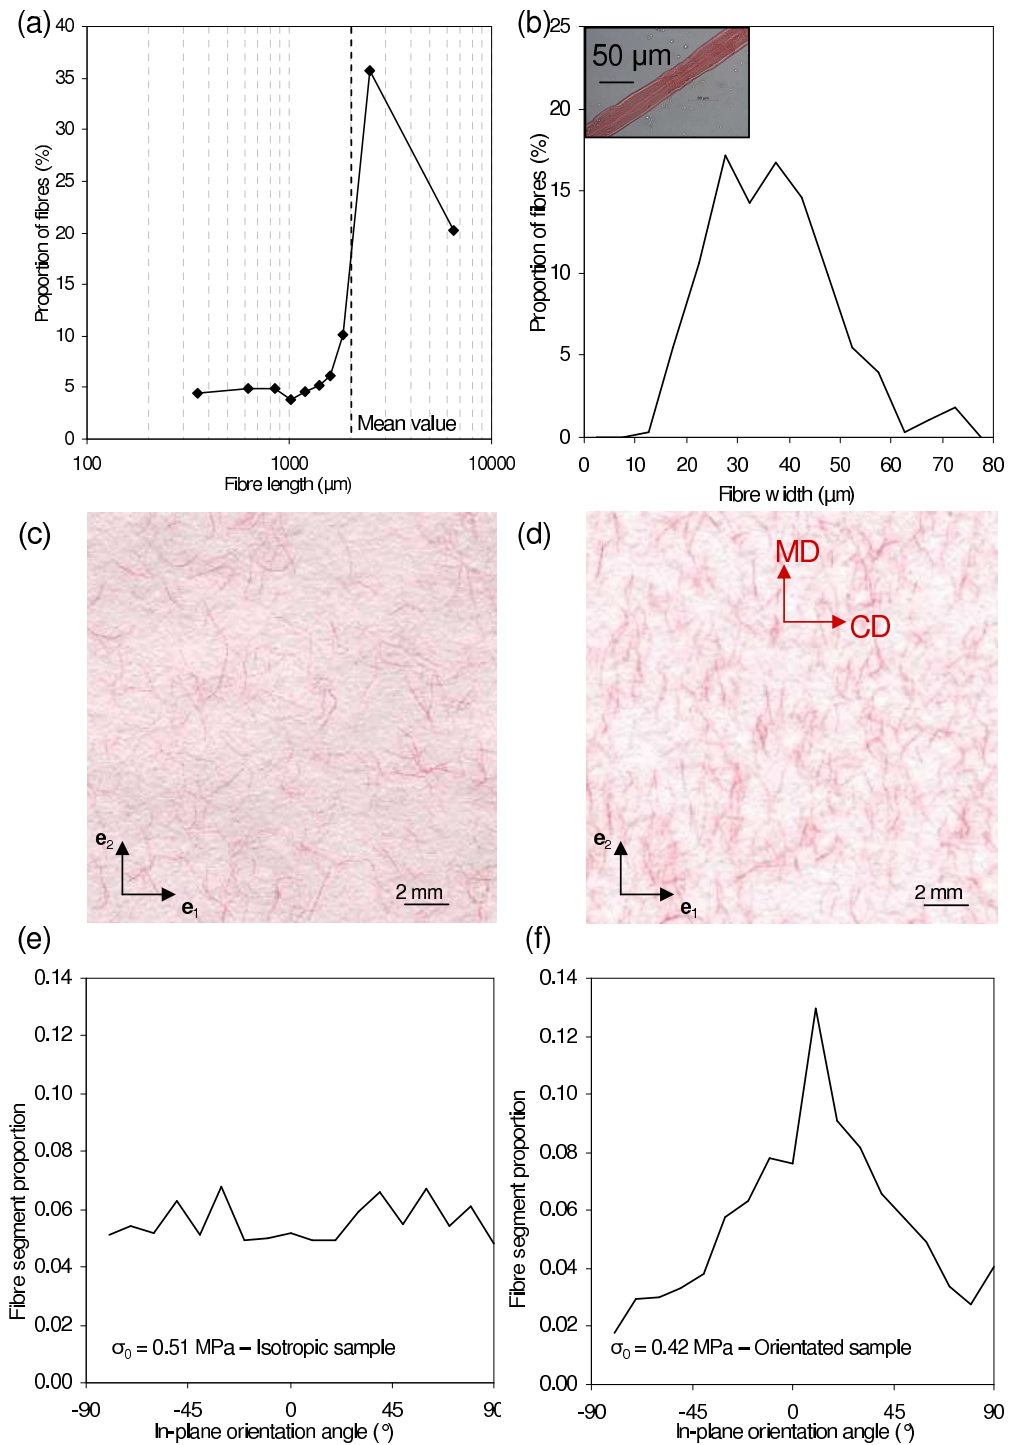 (a)
40
35
30
25
20
15
10
5
0
Proportion of fibres (%)
Mean value
100
1000
10000
Fibre length (µm)
(b)
25
20
15
10
5
0
Proportion of fibres (%)
50 µm
0
10
20
30
40
50
60
70
80
Fibre width (µm)
(c)
e2
e1
2 mm
(d)
MD
CD
e2
e1
2 mm
(e)
0.14
0.12
0.10
0.08
0.06
0.04
0.02
0.00
Fibre segment proportion
σ0 = 0.51 MPa – Isotropic sample
-90
-45
0
45
90
In-plane orientation angle (°)
(f)
0.14
0.12
0.10
0.08
0.06
0.04
0.02
0.00
Fibre segment proportion
σ0 = 0.42 MPa – Orientated sample
-90
-45
0
45
90
In-plane orientation angle (°)